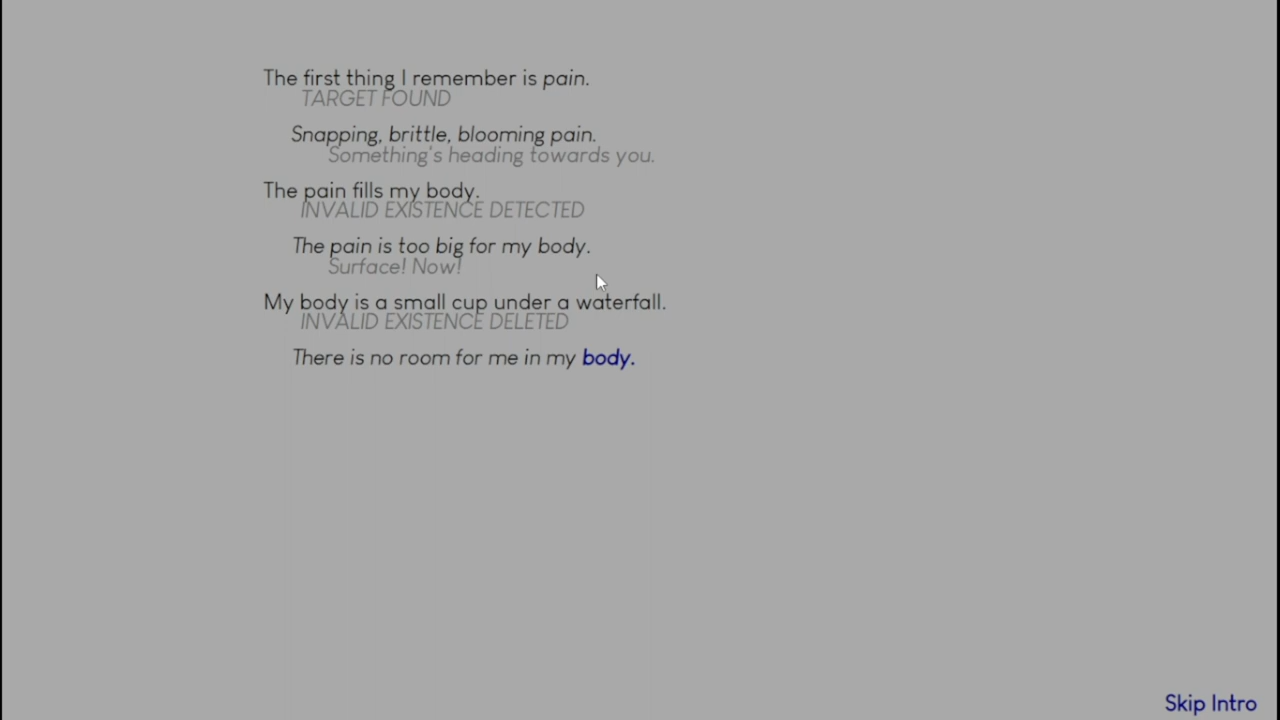 The first thing I remember is pain.
TARGET FOUND
Snapping, brittle, blooming pain.
Something's heading towards you.
The pain fills my body.
INVALID EXISTENCE DETECTED
The pain is too big for my body.
Surface! Now!
My body is a small cup under a waterfall.
INVALID EXISTENCE DELETED
There is no room for me in my body.
Skip Intro